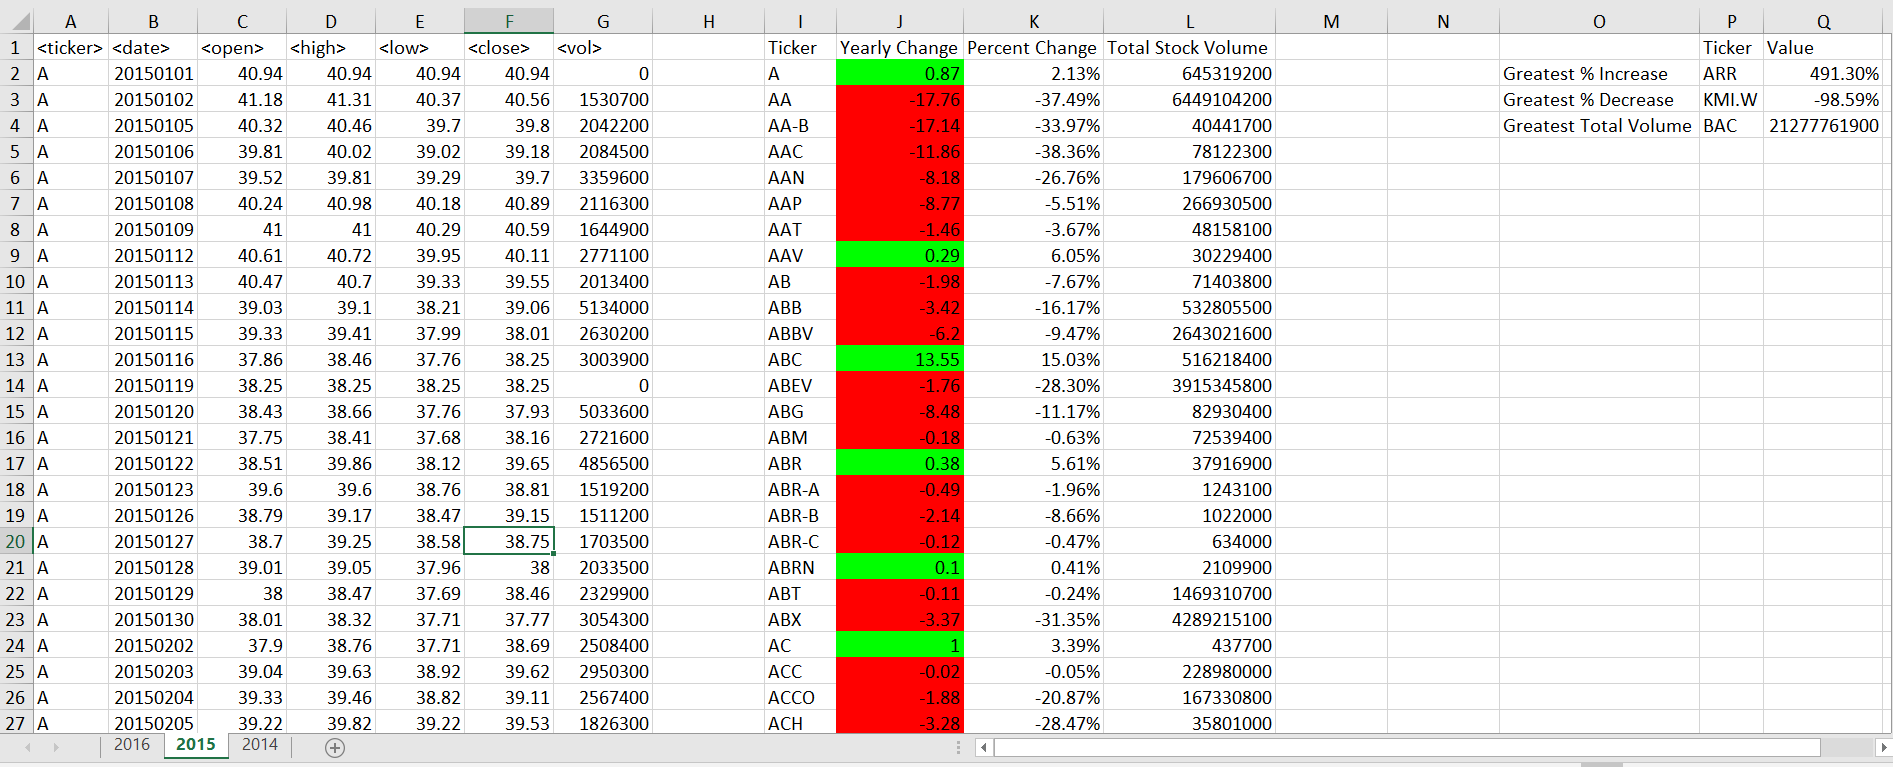 A B C D E F G H I J K L M N O P Q
1 <ticker> <date> <open> <high> <low> <close> <vol> Ticker Yearly Change Percent Change Total Stock Volume Ticker Value
2 A 20150101 40.94 40.94 40.94 40.94 0 A 0.87 2.13% 645319200 Greatest % Increase ARR 491.30%
3 A 20150102 41.18 41.31 40.37 40.56 1530700 AA -17.76 -37.49% 6449104200 Greatest % Decrease KMI.W -98.59%
4 A 20150105 40.32 40.46 39.7 39.8 2042200 AA-B -17.14 -33.97% 40441700 Greatest Total Volume BAC 21277761900
5 A 20150106 39.81 40.02 39.02 39.18 2084500 AAC -11.86 -38.36% 78122300
6 A 20150107 39.52 39.81 39.29 39.7 3359600 AAN -8.18 -26.76% 179606700
7 A 20150108 40.24 40.98 40.18 40.89 2116300 AAP -8.77 -5.51% 266930500
8 A 20150109 41 41 40.29 40.59 1644900 AAT -1.46 -3.67% 48158100
9 A 20150112 40.61 40.72 39.95 40.11 2771100 AAV 0.29 6.05% 30229400
10 A 20150113 40.47 40.7 39.33 39.55 2013400 AB -1.98 -7.67% 71403800
11 A 20150114 39.03 39.1 38.21 39.06 5134000 ABB -3.42 -16.17% 532805500
12 A 20150115 39.33 39.41 37.99 38.01 2630200 ABBV -6.2 -9.47% 2643021600
13 A 20150116 37.86 38.46 37.76 38.25 3003900 ABC 13.55 15.03% 516218400
14 A 20150119 38.25 38.25 38.25 38.25 0 ABEV -1.76 -28.30% 3915345800
15 A 20150120 38.43 38.66 37.76 37.93 5033600 ABG -8.48 -11.17% 82930400
16 A 20150121 37.75 38.41 37.68 38.16 2721600 ABM -0.18 -0.63% 72539400
17 A 20150122 38.51 39.86 38.12 39.65 4856500 ABR 0.38 5.61% 37916900
18 A 20150123 39.6 39.6 38.76 38.81 1519200 ABR-A -0.49 -1.96% 1243100
19 A 20150126 38.79 39.17 38.47 39.15 1511200 ABR-B -2.14 -8.66% 1022000
20 A 20150127 38.7 39.25 38.58 38.75 1703500 ABR-C -0.12 -0.47% 634000
21 A 20150128 39.01 39.05 37.96 38 2033500 ABRN 0.1 0.41% 2109900
22 A 20150129 38 38.47 37.69 38.46 2329900 ABT -0.11 -0.24% 1469310700
23 A 20150130 38.01 38.32 37.71 37.77 3054300 ABX -3.37 -31.35% 4289215100
24 A 20150202 37.9 38.76 37.71 38.69 2508400 AC 1 3.39% 437700
25 A 20150203 39.04 39.63 38.92 39.62 2950300 ACC -0.02 -0.05% 228980000
26 A 20150204 39.33 39.46 38.82 39.11 2567400 ACCO -1.88 -20.87% 167330800
27 A 20150205 39.22 39.82 39.22 39.53 1826300 ACH -3.28 -28.47% 35801000
2016 2015 2014